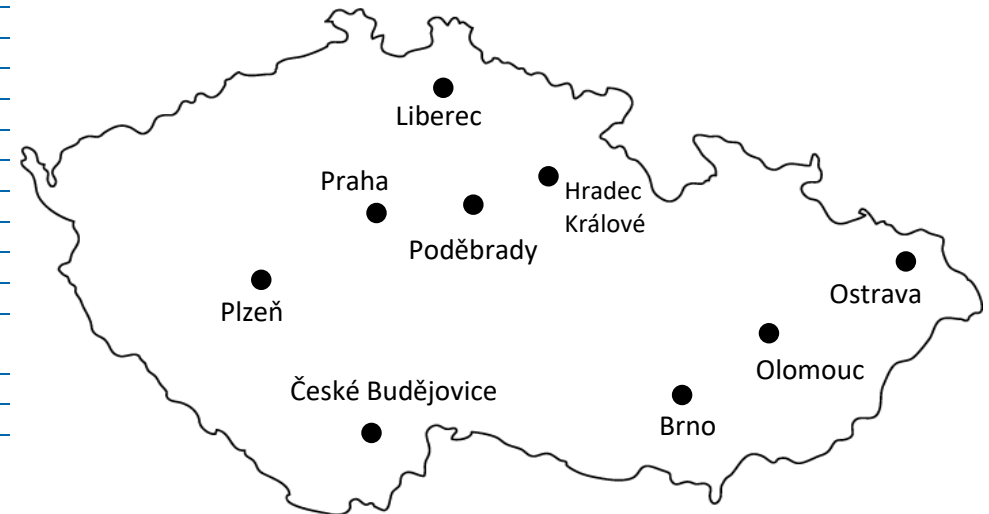 Liberec
Praha
Hradec
Králové
Poděbrady
Ostrava
Plzeň
Olomouc
České Budějovice
Brno